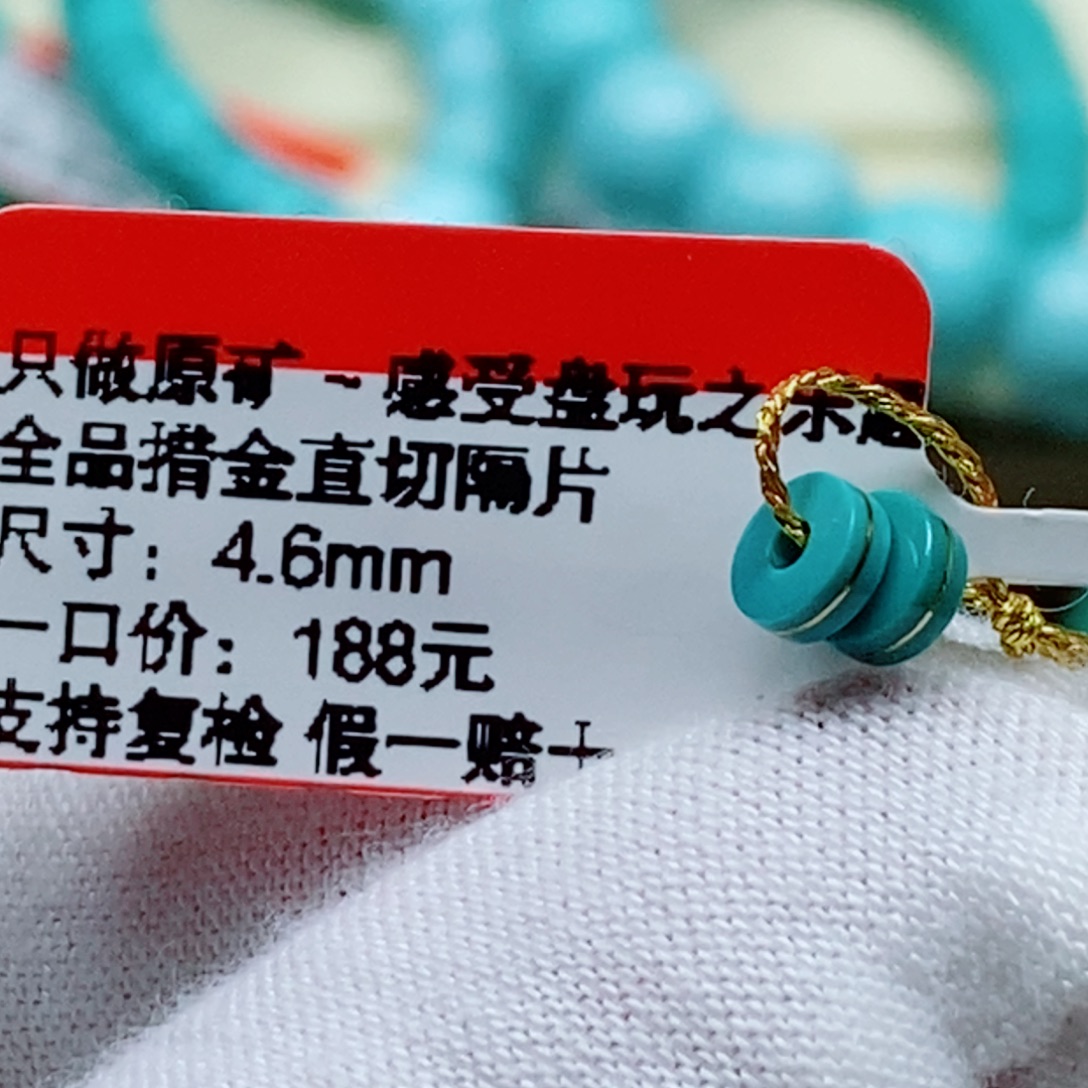 只做原矿~感受盘玩之乐趣
全品措金直切隔片
尺寸：4.6mm
一口价：188元
支持复检 假一赔十